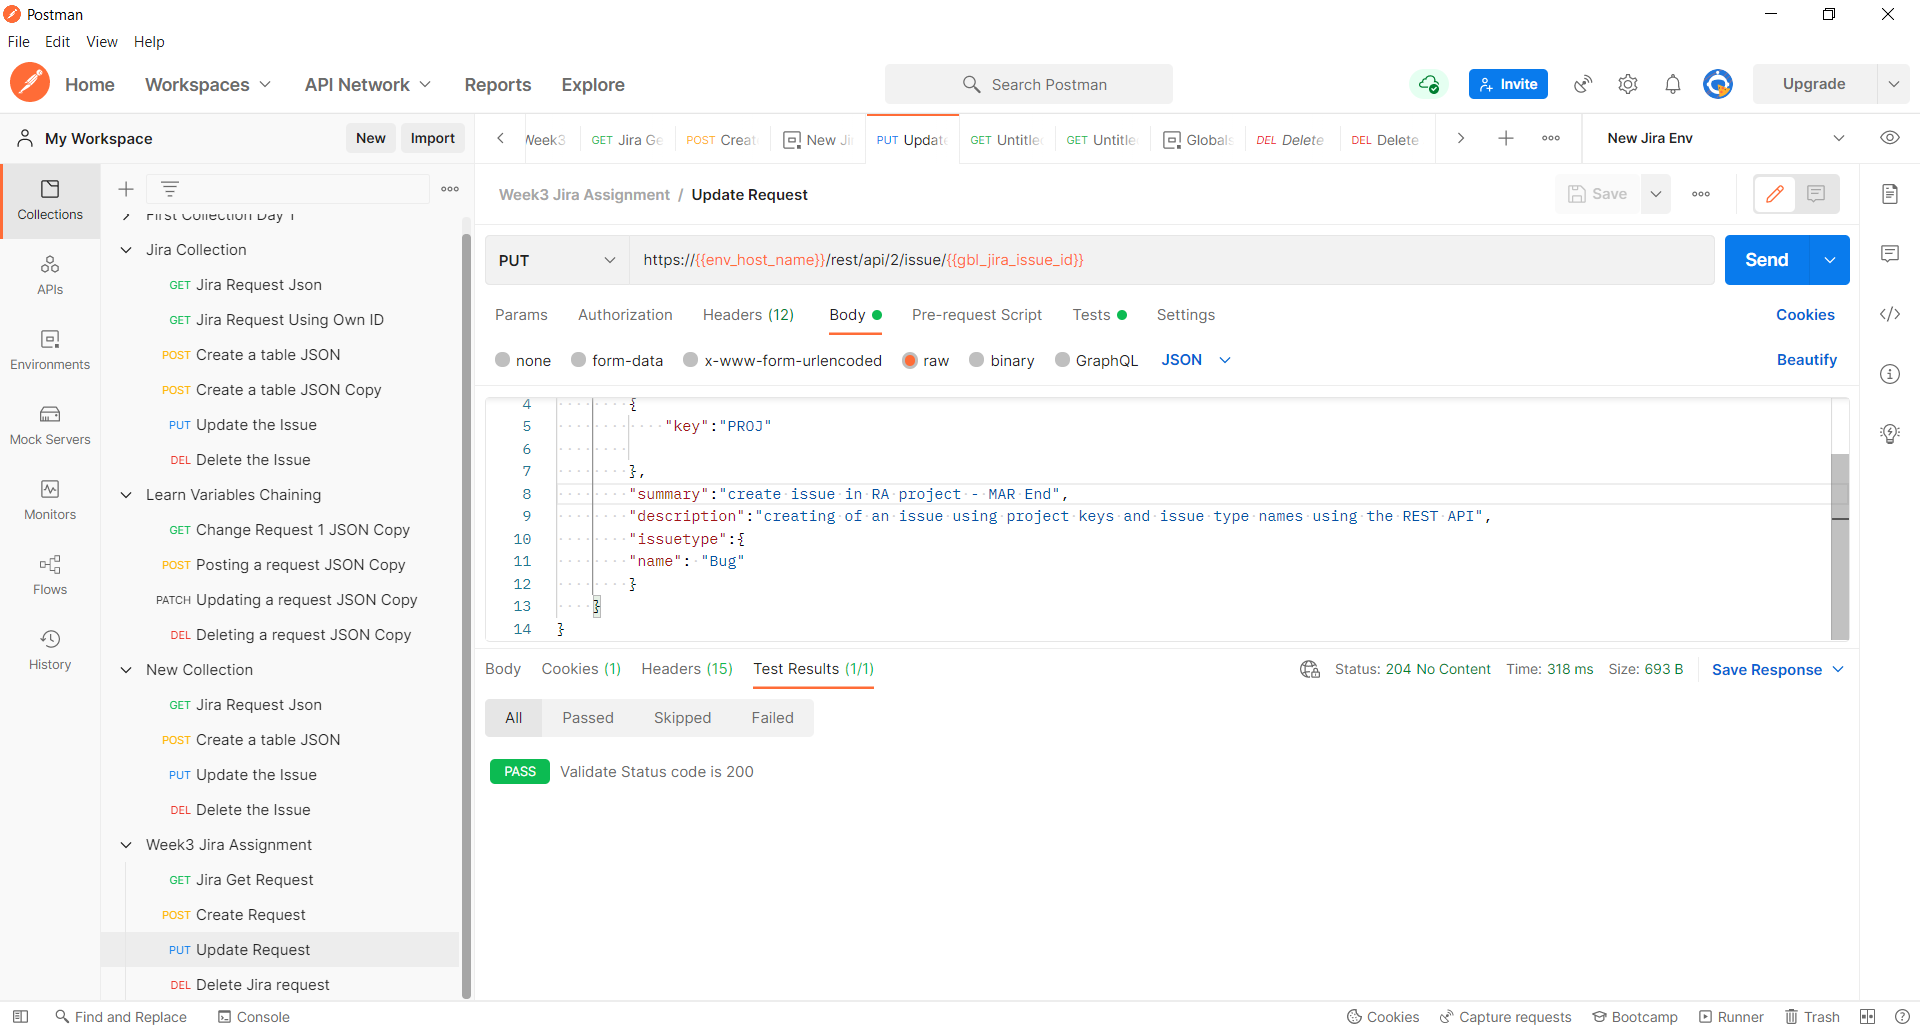 Postman
File Edit View Help
Home Workspaces API Network Reports Explore Search Postman Invite Upgrade
My Workspace New Import
Week3 GET Jira Ge POST Creat New Ji PUT Updat GET Untitle GET Untitle Globals DEL Delete DEL Delete New Jira Env
Collections
APIs
Environments
Mock Servers
Monitors
Flows
History
First Collection Day 1
Jira Collection
GET Jira Request Json
GET Jira Request Using Own ID
POST Create a table JSON
POST Create a table JSON Copy
PUT Update the Issue
DEL Delete the Issue
Learn Variables Chaining
GET Change Request 1 JSON Copy
POST Posting a request JSON Copy
PATCH Updating a request JSON Copy
DEL Deleting a request JSON Copy
New Collection
GET Jira Request Json
POST Create a table JSON
PUT Update the Issue
DEL Delete the Issue
Week3 Jira Assignment
GET Jira Get Request
POST Create Request
PUT Update Request
DEL Delete Jira request
Week3 Jira Assignment / Update Request Save
PUT https://{{env_host_name}}/rest/api/2/issue/{{gbl_jira_issue_id}} Send
Params Authorization Headers (12) Body Pre-request Script Tests Settings Cookies
none form-data x-www-form-urlencoded raw binary GraphQL JSON Beautify
4 {
5 "key":"PROJ"
6
7 },
8 "summary":"create issue in RA project - MAR End",
9 "description":"creating of an issue using project keys and issue type names using the REST API",
10 "issuetype":{
11 "name": "Bug"
12 }
13 }
14 }
Body Cookies (1) Headers (15) Test Results (1/1) Status: 204 No Content Time: 318 ms Size: 693 B Save Response
All Passed Skipped Failed
PASS Validate Status code is 200
Find and Replace Console Cookies Capture requests Bootcamp Runner Trash